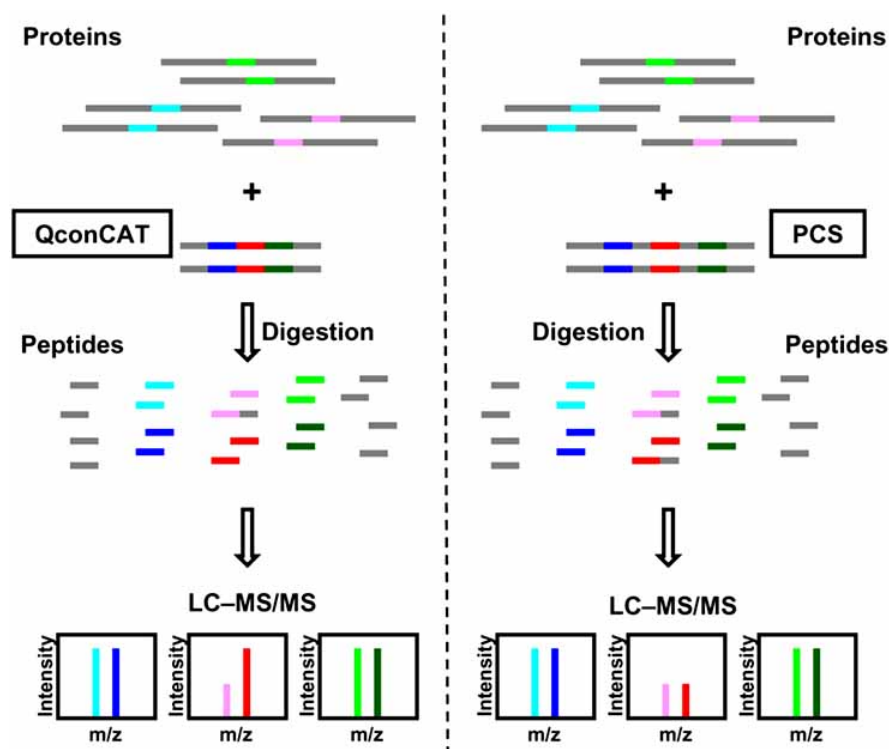 Proteins
+
QconCAT
Digestion
Peptides
LC–MS/MS
Intensity
m/z
Intensity
m/z
Intensity
m/z
Proteins
+
PCS
Digestion
Peptides
LC–MS/MS
Intensity
m/z
Intensity
m/z
Intensity
m/z